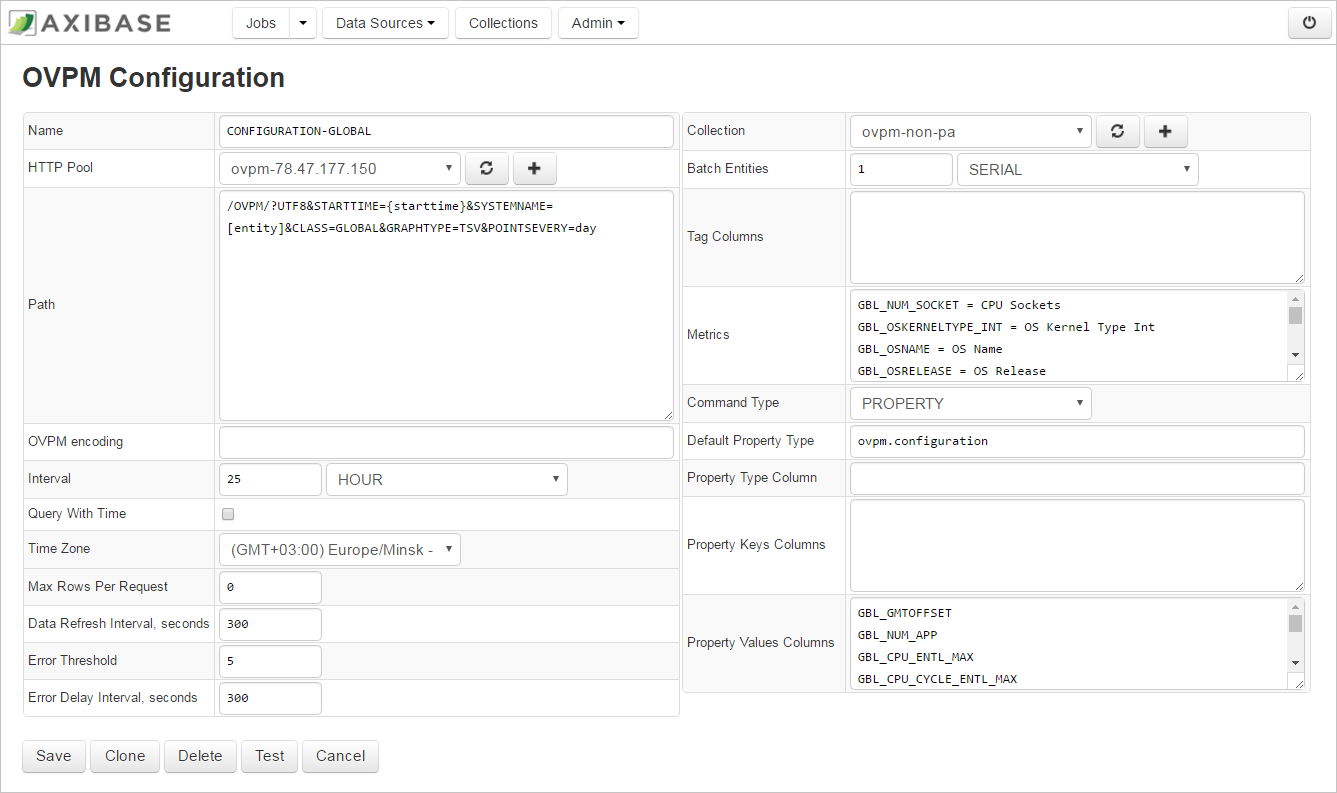 AXIBASE
Jobs
Data Sources
Collections
Admin
OVPM Configuration
Name
CONFIGURATION-GLOBAL
HTTP Pool
ovpm-78.47.177.150
Path
/OVPM/?UTF8&STARTTIME={starttime}&SYSTEMNAME=
[entity]&CLASS=GLOBAL&GRAPHTYPE=TSV&POINTSEVERY=day
OVPM encoding
Interval
25
HOUR
Query With Time
Time Zone
(GMT+03:00) Europe/Minsk -
Max Rows Per Request
0
Data Refresh Interval, seconds
300
Error Threshold
5
Error Delay Interval, seconds
300
Collection
ovpm-non-pa
Batch Entities
1
SERIAL
Tag Columns
Metrics
GBL_NUM_SOCKET = CPU Sockets
GBL_OSKERNELTYPE_INT = OS Kernel Type Int
GBL_OSNAME = OS Name
GBL_OSRELEASE = OS Release
Command Type
PROPERTY
Default Property Type
ovpm.configuration
Property Type Column
Property Keys Columns
Property Values Columns
GBL_GMTOFFSET
GBL_NUM_APP
GBL_CPU_ENTL_MAX
GBL_CPU_CYCLE_ENTL_MAX
Save
Clone
Delete
Test
Cancel